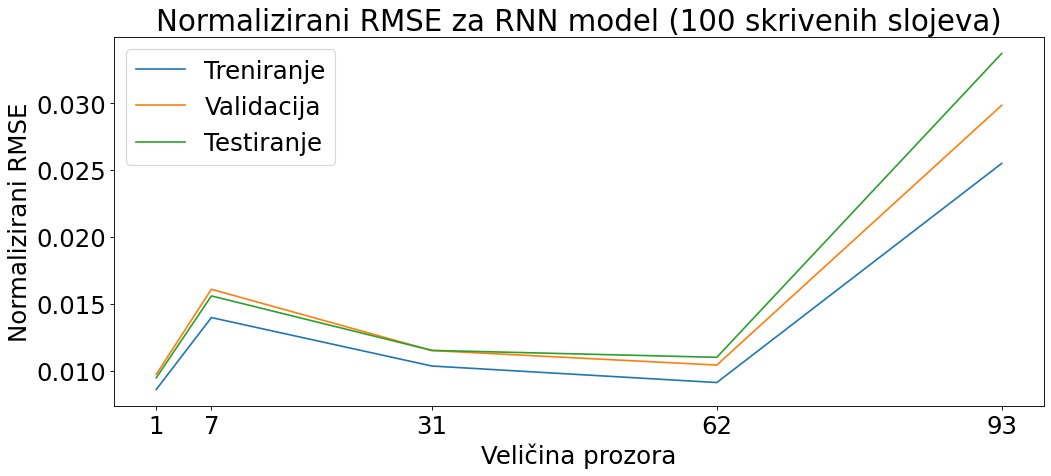 Normalizirani RMSE za RNN model (100 skrivenih slojeva)
Treniranje
Validacija
Testiranje
Normalizirani RMSE
0.030
0.025
0.020
0.015
0.010
1 7 31 62 93
Veličina prozora